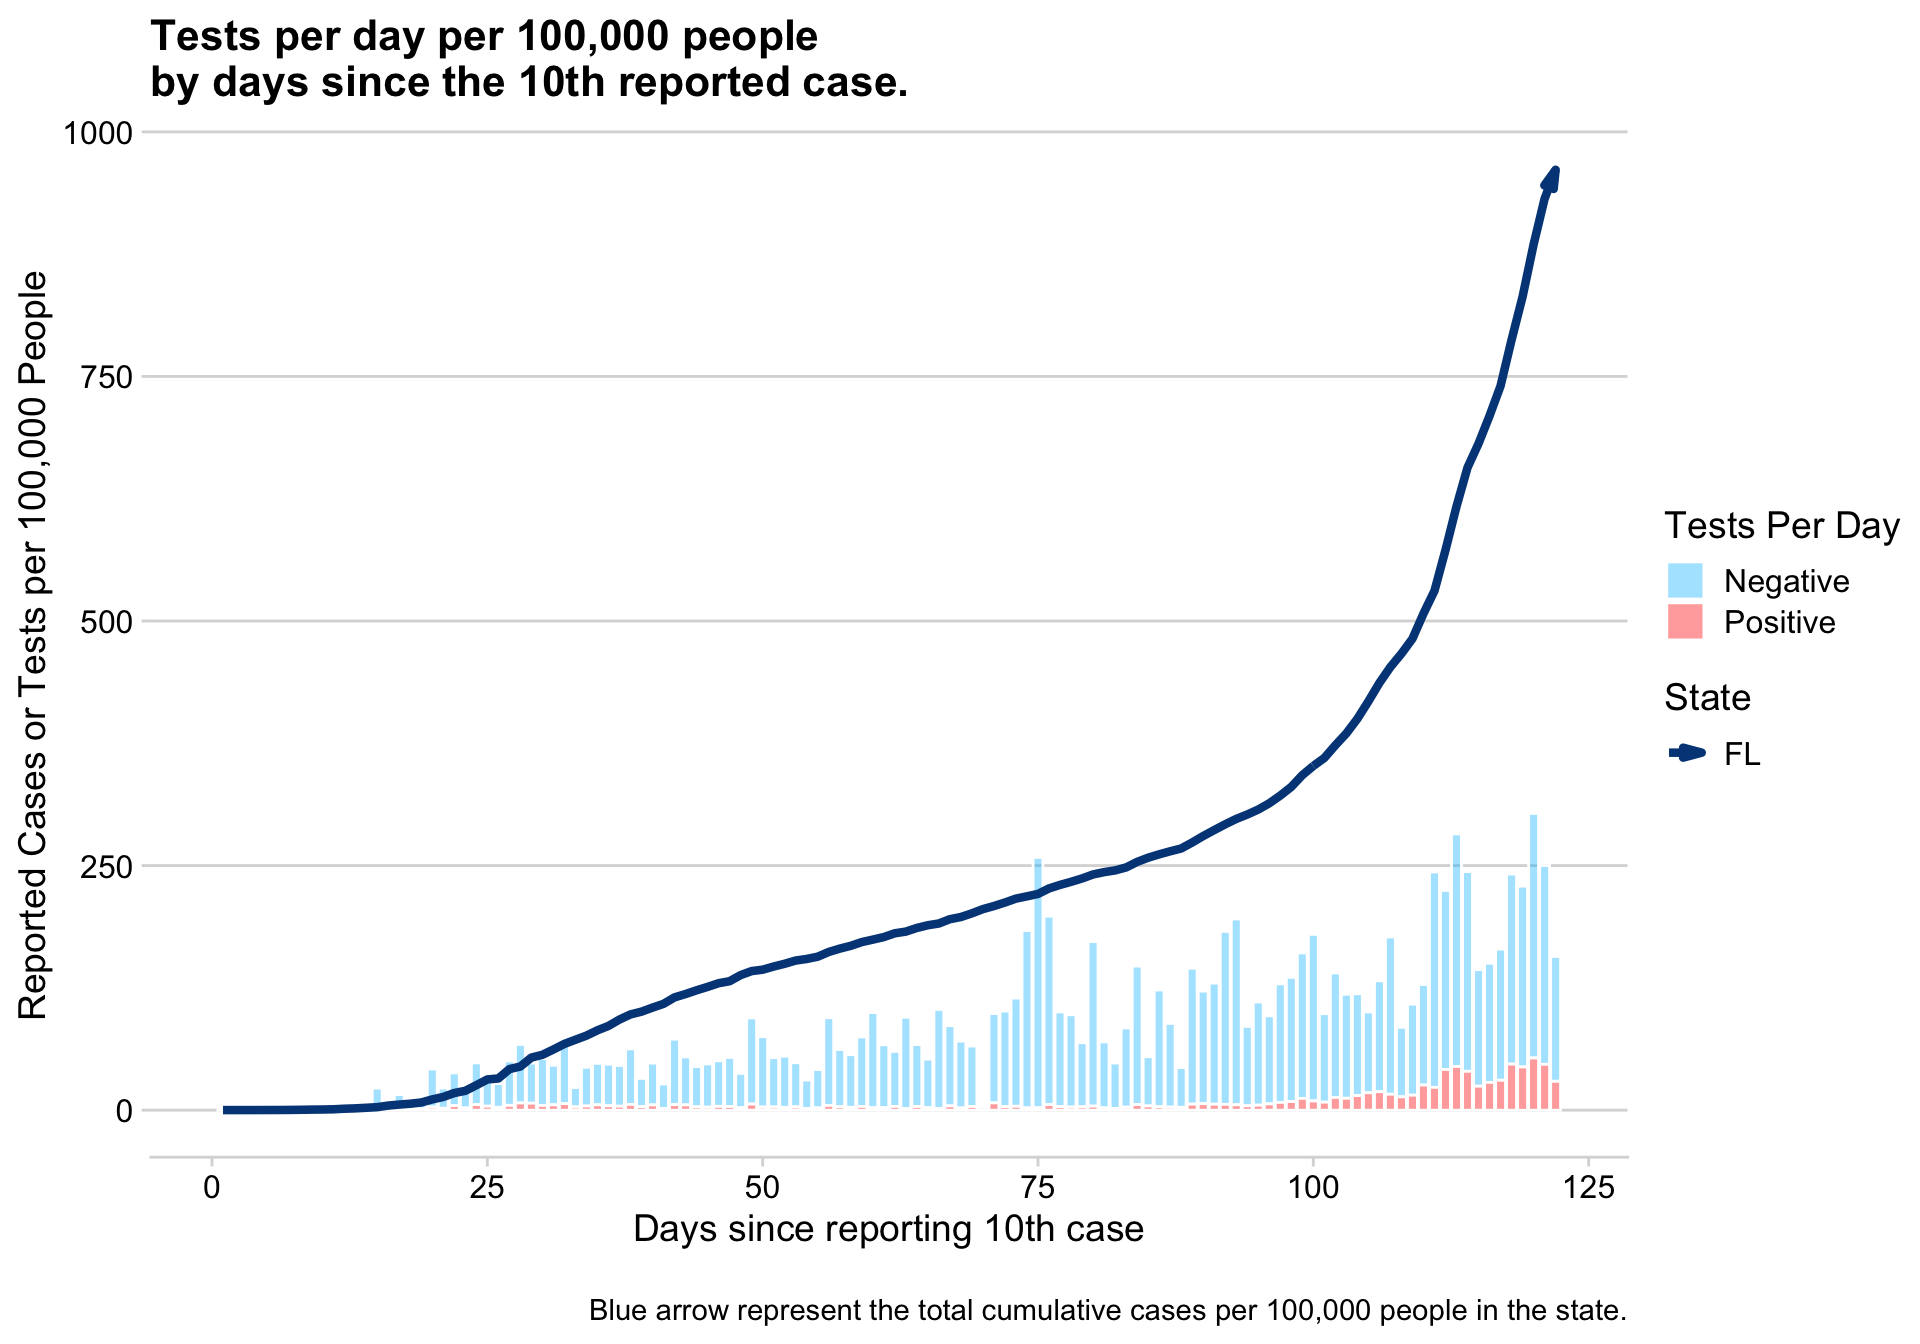 Tests per day per 100,000 people
by days since the 10th reported case.
Reported Cases or Tests per 100,000 People
1000
750
500
250
0
0 25 50 75 100 125
Days since reporting 10th case
Tests Per Day
Negative
Positive
State
FL
Blue arrow represent the total cumulative cases per 100,000 people in the state.